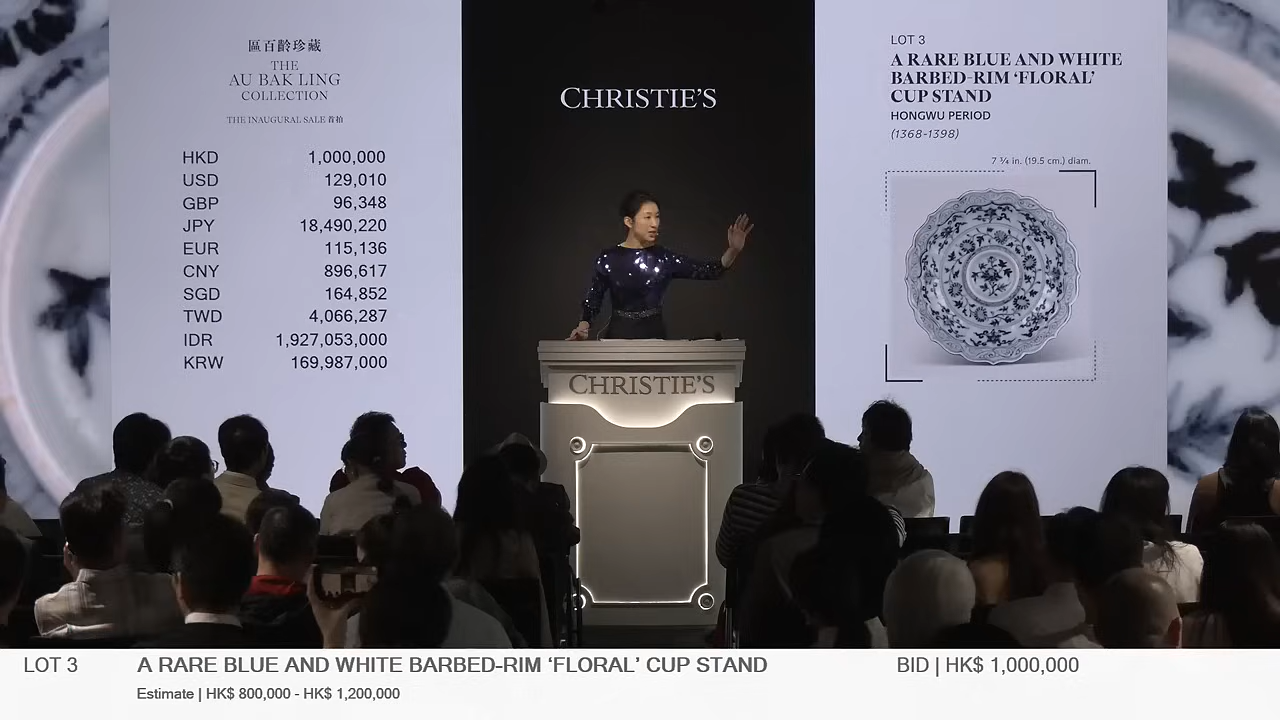 區百齡珍藏
THE
AU BAK LING
COLLECTION
THE INAUGURAL SALE 首拍
HKD 1,000,000
USD 129,010
GBP 96,348
JPY 18,490,220
EUR 115,136
CNY 896,617
SGD 164,852
TWD 4,066,287
IDR 1,927,053,000
KRW 169,987,000
CHRISTIE'S
CHRISTIE'S
LOT 3
A RARE BLUE AND WHITE
BARBED-RIM ‘FLORAL’
CUP STAND
HONGWU PERIOD
(1368-1398)
7 ¾ in. (19.5 cm.) diam.
LOT 3 A RARE BLUE AND WHITE BARBED-RIM ‘FLORAL’ CUP STAND BID | HK$ 1,000,000
Estimate | HK$ 800,000 - HK$ 1,200,000